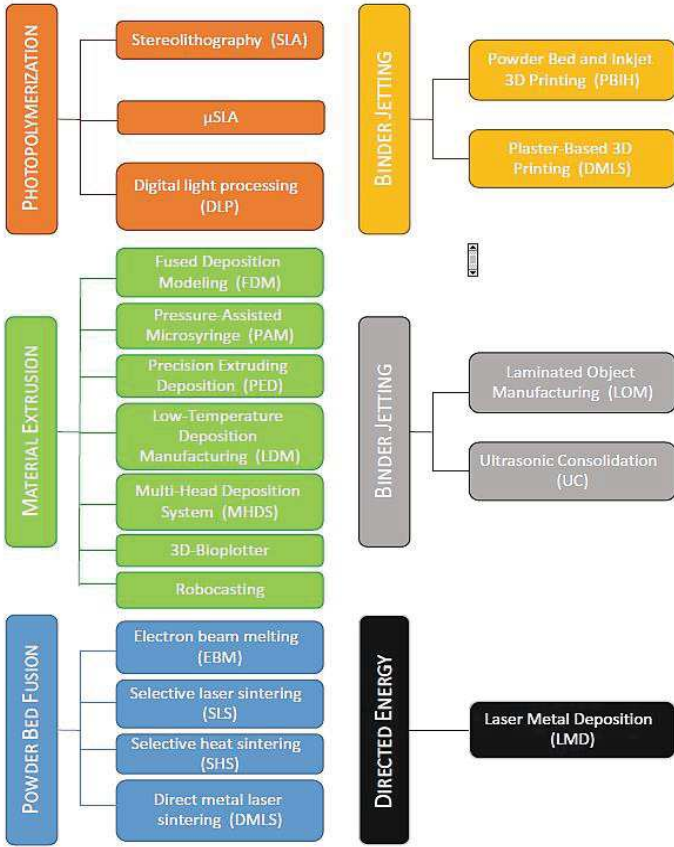 PHOTOPOLYMERIZATION
Stereolithography (SLA)
µSLA
Digital light processing
(DLP)
BINDER JETTING
Powder Bed and Inkjet
3D Printing (PBIH)
Plaster-Based 3D
Printing (DMLS)
MATERIAL EXTRUSION
Fused Deposition
Modeling (FDM)
Pressure-Assisted
Microsyringe (PAM)
Precision Extruding
Deposition (PED)
Low-Temperature
Deposition
Manufacturing (LDM)
Multi-Head Deposition
System (MHDS)
3D-Bioplotter
Robocasting
BINDER JETTING
Laminated Object
Manufacturing (LOM)
Ultrasonic Consolidation
(UC)
POWDER BED FUSION
Electron beam melting
(EBM)
Selective laser sintering
(SLS)
Selective heat sintering
(SHS)
Direct metal laser
sintering (DMLS)
DIRECTED ENERGY
Laser Metal Deposition
(LMD)